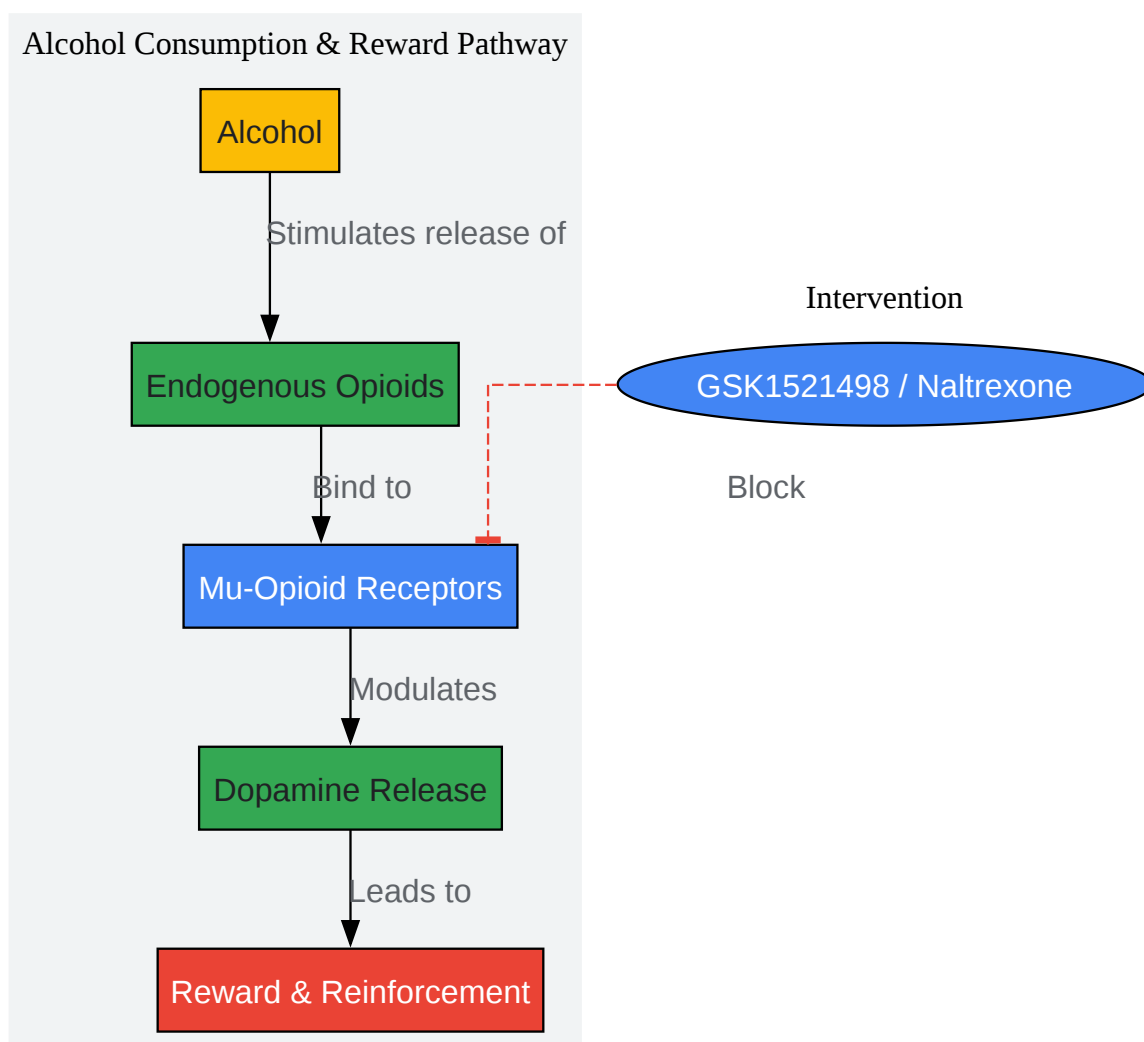 Alcohol Consumption & Reward Pathway
Alcohol
Stimulates release of
Intervention
Endogenous Opioids
GSK1521498 / Naltrexone
Bind to
Block
Mu-Opioid Receptors
Modulates
Dopamine Release
Leads to
Reward & Reinforcement